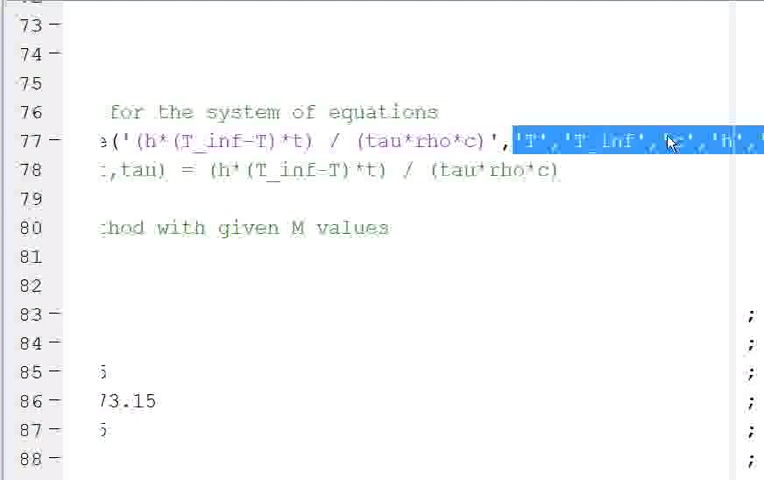 73
74
75
76 for the system of equations
77 e('(h*(T_inf-T)*t) / (tau*rho*c)','T','T_inf','c','h','
78 t,tau) = (h*(T_inf-T)*t) / (tau*rho*c)
79
80 thod with given M values
81
82
83 ;
84 ;
85 5 ;
86 73.15 ;
87 5 ;
88 ;